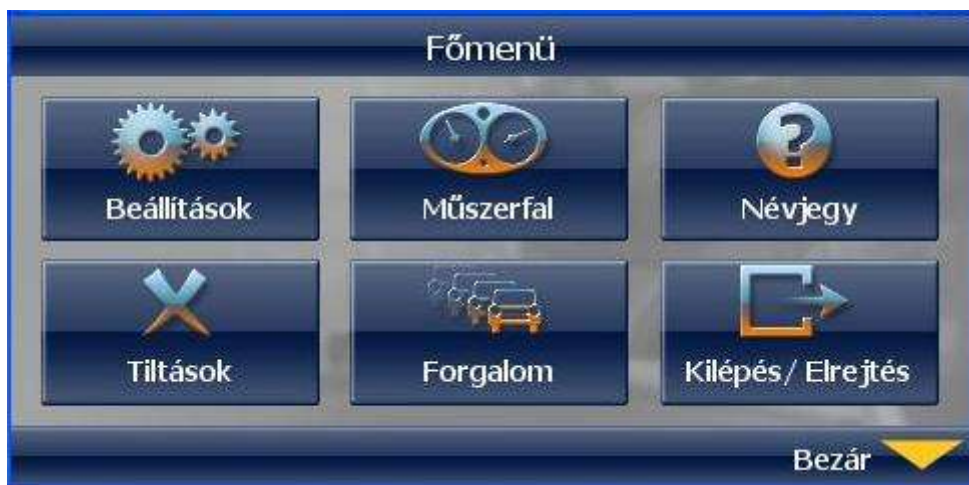 Főmenü
Beállítások
Műszerfal
Névjegy
Tiltások
Forgalom
Kilépés/ Elrejtés
Bezár